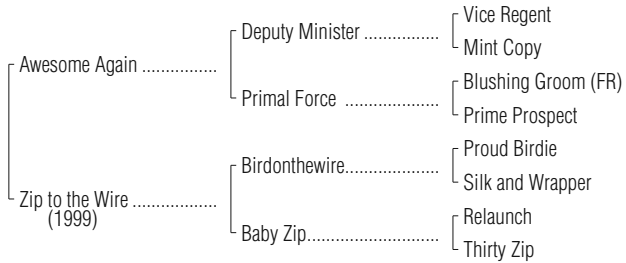 Vice Regent
Deputy Minister ................
Mint Copy
Awesome Again ................
Blushing Groom (FR)
Primal Force ....................
Prime Prospect
Proud Birdie
Birdonthewire....................
Silk and Wrapper
Zip to the Wire ..................
(1999)
Relaunch
Baby Zip............................
Thirty Zip